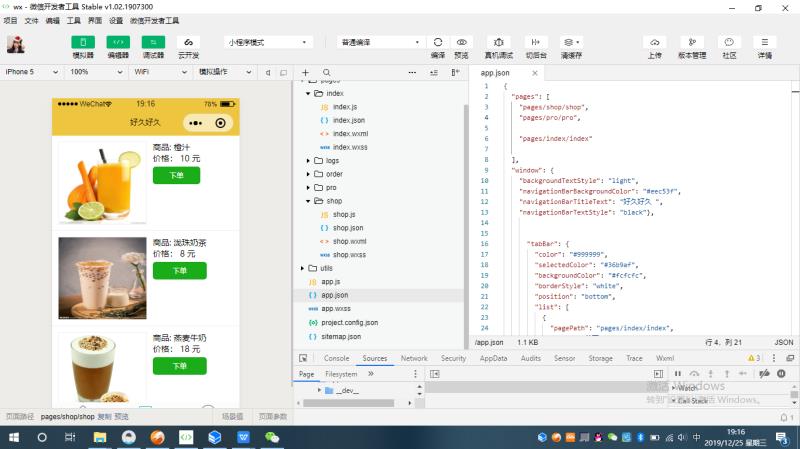 wx - 微信开发者工具 Stable v1.02.1907300
项目 文件 编辑 工具 界面 设置 微信开发者工具
模拟器 编辑器 调试器 云开发 小程序模式 普通编译 编译 预览 真机调试 切后台 清缓存 上传 版本管理 社区 详情
iPhone 5 100% WiFi 模拟操作
WeChat 19:16 78%
好久好久
商品: 橙汁
价格: 10 元
下单
商品: 泷珠奶茶
价格: 8 元
下单
商品: 燕麦牛奶
价格: 18 元
下单
页面路径 pages/shop/shop 复制 预览 场景值 页面参数
pages
index
JS index.js
{ } index.json
< > index.wxml
wxss index.wxss
logs
order
pro
shop
JS shop.js
{ } shop.json
< > shop.wxml
wxss shop.wxss
utils
JS app.js
{ } app.json
wxss app.wxss
{o} project.config.json
{ } sitemap.json
app.json
1 {
2 "pages": [
3 "pages/shop/shop",
4 "pages/pro/pro",
5
6 "pages/index/index"
7
8 ],
9 "window": {
10 "backgroundTextStyle": "light",
11 "navigationBarBackgroundColor": "#eec53f",
12 "navigationBarTitleText": "好久好久 ",
13 "navigationBarTextStyle": "black"},
14
15
16 "tabBar": {
17 "color": "#999999",
18 "selectedColor": "#36b9af",
19 "backgroundColor": "#fcfcfc",
20 "borderStyle": "white",
21 "position": "bottom",
22 "list": [
23 {
24 "pagePath": "pages/index/index",
/app.json 1.1 KB 行 4, 列 21 JSON
Console Sources Network Security AppData Audits Sensor Storage Trace Wxml 3
Page Filesystem
__dev__
Watch
Call Stack
激活 Windows
转到"设置"以激活 Windows。
1
中 19:16
2019/12/25 星期三
3